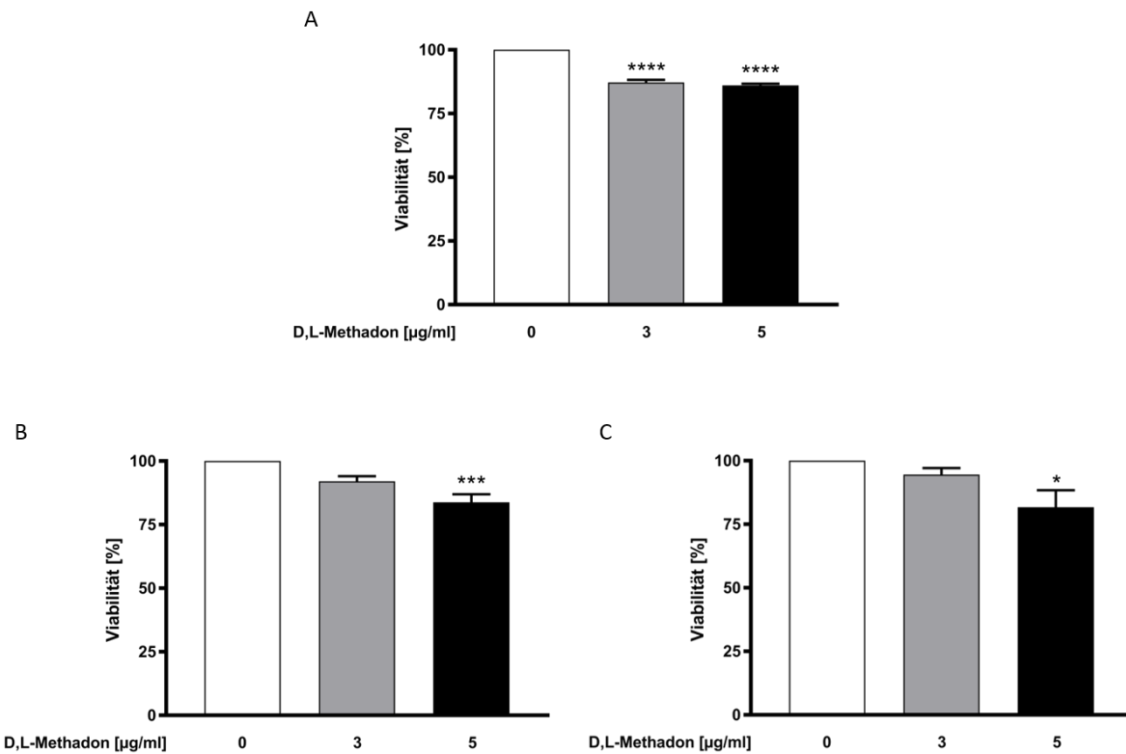 A
100
75
50
25
0
Viabilität [%]
**** ****
D,L-Methadon [µg/ml] 0 3 5
B
100
75
50
25
0
Viabilität [%]
***
D,L-Methadon [µg/ml] 0 3 5
C
100
75
50
25
0
Viabilität [%]
*
D,L-Methadon [µg/ml] 0 3 5